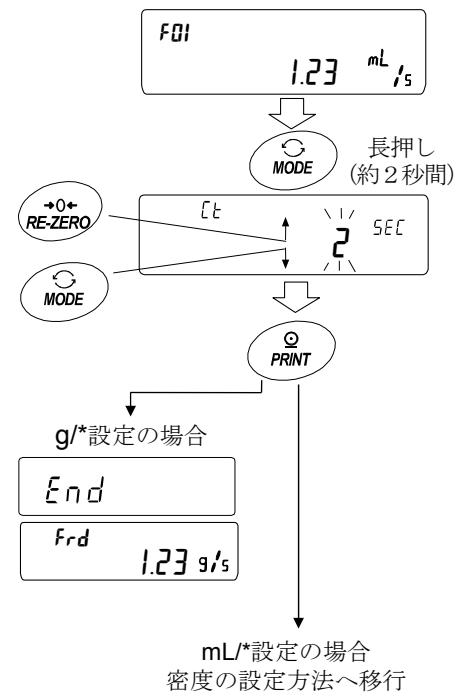 F01
1.23 mL/s
MODE
長押し
(約2秒間)
→0←
RE-ZERO
Ct
2 SEC
MODE
PRINT
g/*設定の場合
End
Frd
1.23 g/s
mL/*設定の場合
密度の設定方法へ移行